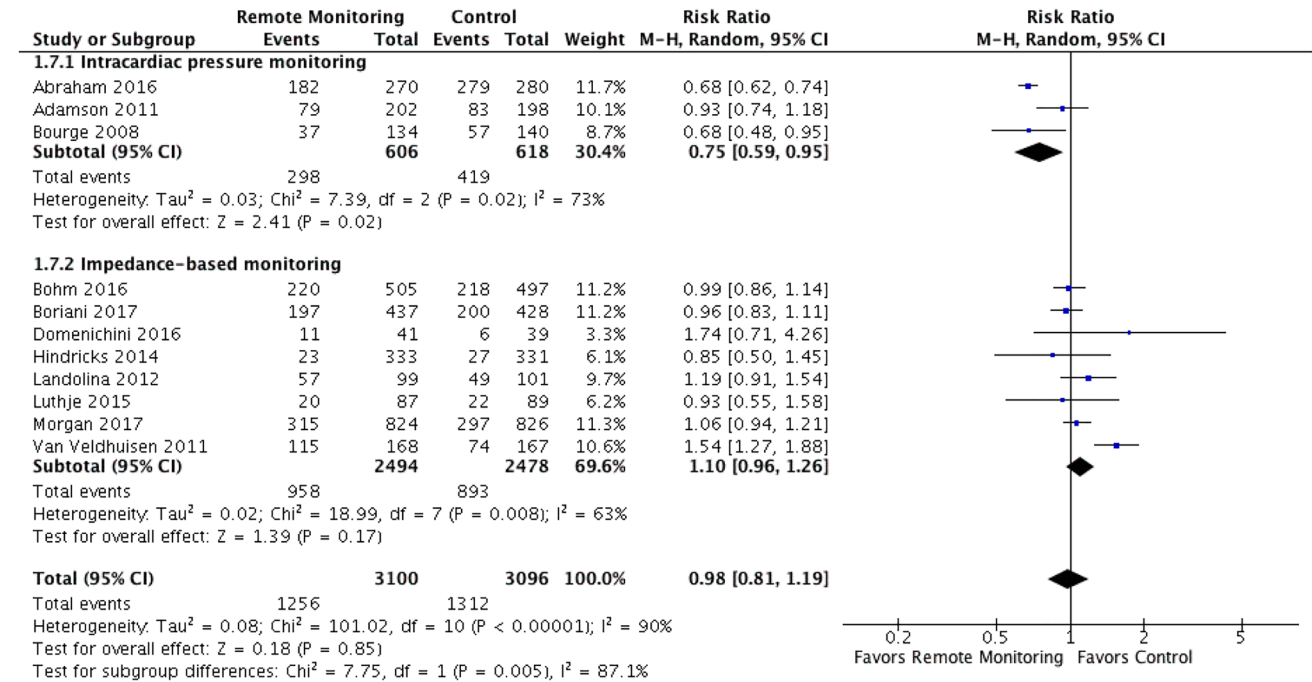 Remote Monitoring Control Risk Ratio Risk Ratio
Study or Subgroup Events Total Events Total Weight M-H, Random, 95% CI M-H, Random, 95% CI
1.7.1 Intracardiac pressure monitoring
Abraham 2016 182 270 279 280 11.7% 0.68 [0.62, 0.74]
Adamson 2011 79 202 83 198 10.1% 0.93 [0.74, 1.18]
Bourge 2008 37 134 57 140 8.7% 0.68 [0.48, 0.95]
Subtotal (95% CI) 606 618 30.4% 0.75 [0.59, 0.95]
Total events 298 419
Heterogeneity: Tau² = 0.03; Chi² = 7.39, df = 2 (P = 0.02); I² = 73%
Test for overall effect: Z = 2.41 (P = 0.02)
1.7.2 Impedance-based monitoring
Bohm 2016 220 505 218 497 11.2% 0.99 [0.86, 1.14]
Boriani 2017 197 437 200 428 11.2% 0.96 [0.83, 1.11]
Domenichini 2016 11 41 6 39 3.3% 1.74 [0.71, 4.26]
Hindricks 2014 23 333 27 331 6.1% 0.85 [0.50, 1.45]
Landolina 2012 57 99 49 101 9.7% 1.19 [0.91, 1.54]
Luthje 2015 20 87 22 89 6.2% 0.93 [0.55, 1.58]
Morgan 2017 315 824 297 826 11.3% 1.06 [0.94, 1.21]
Van Veldhuisen 2011 115 168 74 167 10.6% 1.54 [1.27, 1.88]
Subtotal (95% CI) 2494 2478 69.6% 1.10 [0.96, 1.26]
Total events 958 893
Heterogeneity: Tau² = 0.02; Chi² = 18.99, df = 7 (P = 0.008); I² = 63%
Test for overall effect: Z = 1.39 (P = 0.17)
Total (95% CI) 3100 3096 100.0% 0.98 [0.81, 1.19]
Total events 1256 1312
Heterogeneity: Tau² = 0.08; Chi² = 101.02, df = 10 (P < 0.00001); I² = 90%
Test for overall effect: Z = 0.18 (P = 0.85)
Test for subgroup differences: Chi² = 7.75, df = 1 (P = 0.005), I² = 87.1%
0.2 0.5 1 2 5
Favors Remote Monitoring Favors Control